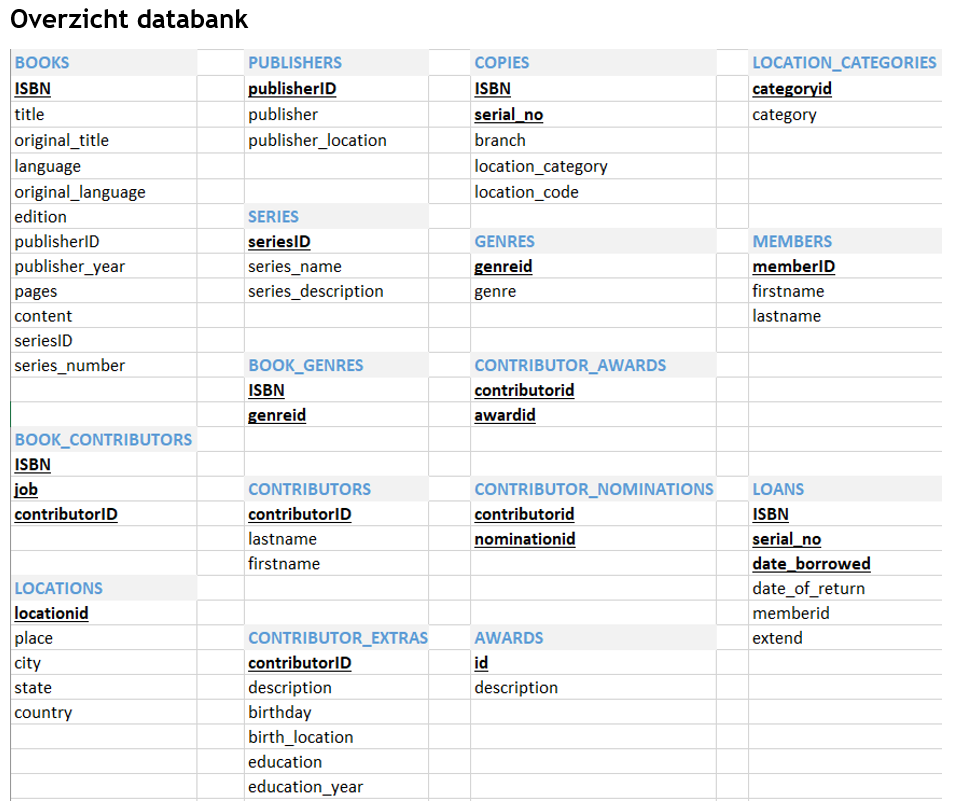 Overzicht databank
BOOKS
ISBN
title
original_title
language
original_language
edition
publisherID
publisher_year
pages
content
seriesID
series_number
BOOK_CONTRIBUTORS
ISBN
job
contributorID
LOCATIONS
locationid
place
city
state
country
PUBLISHERS
publisherID
publisher
publisher_location
SERIES
seriesID
series_name
series_description
BOOK_GENRES
ISBN
genreid
CONTRIBUTORS
contributorID
lastname
firstname
CONTRIBUTOR_EXTRAS
contributorID
description
birthday
birth_location
education
education_year
COPIES
ISBN
serial_no
branch
location_category
location_code
GENRES
genreid
genre
CONTRIBUTOR_AWARDS
contributorid
awardid
CONTRIBUTOR_NOMINATIONS
contributorid
nominationid
AWARDS
id
description
LOCATION_CATEGORIES
categoryid
category
MEMBERS
memberID
firstname
lastname
LOANS
ISBN
serial_no
date_borrowed
date_of_return
memberid
extend